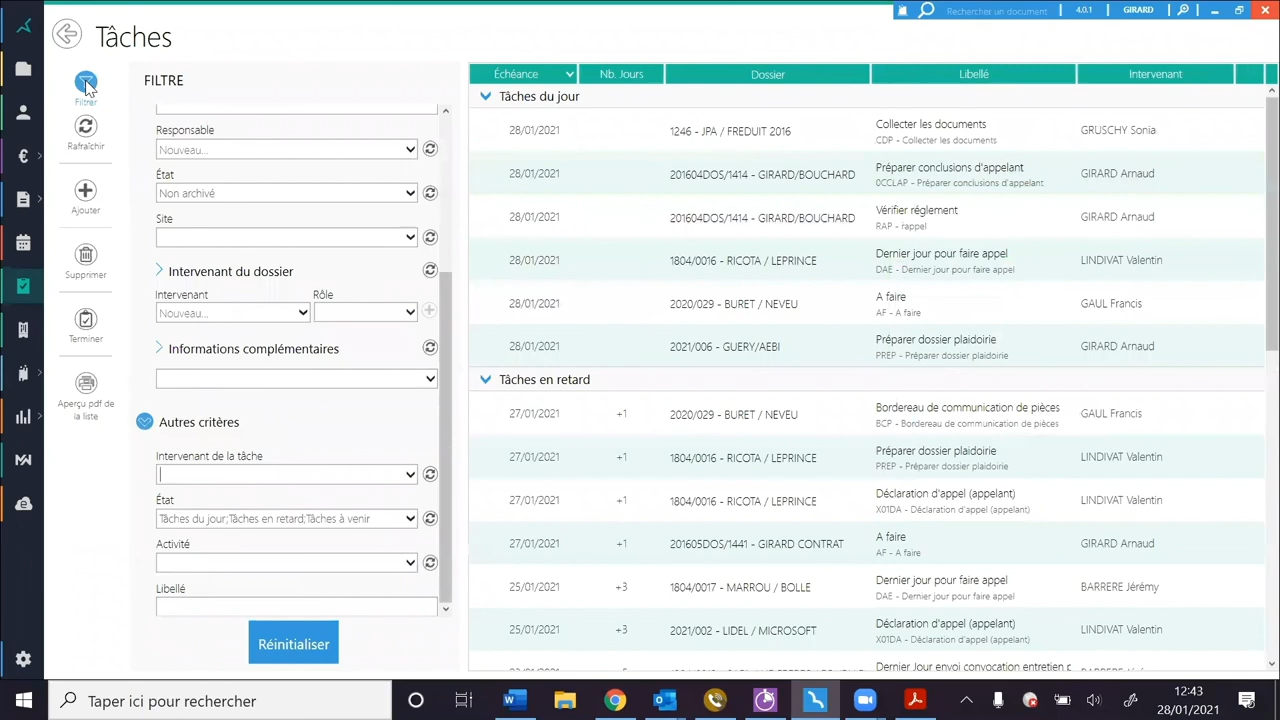 Rechercher un document
4.0.1
GIRARD
Tâches
Filtrer
Rafraîchir
Ajouter
Supprimer
Terminer
Aperçu pdf de
la liste
FILTRE
Responsable
Nouveau...
État
Non archivé
Site
Intervenant du dossier
Intervenant
Rôle
Nouveau...
Informations complémentaires
Autres critères
Intervenant de la tâche
État
Tâches du jour;Tâches en retard;Tâches à venir
Activité
Libellé
Réinitialiser
Échéance Nb. Jours Dossier Libellé Intervenant
Tâches du jour
28/01/2021 1246 - JPA / FREDUIT 2016 Collecter les documents GRUSCHY Sonia
CDP - Collecter les documents
28/01/2021 201604DOS/1414 - GIRARD/BOUCHARD Préparer conclusions d'appelant GIRARD Arnaud
0CCLAP - Préparer conclusions d'appelant
28/01/2021 201604DOS/1414 - GIRARD/BOUCHARD Vérifier réglement GIRARD Arnaud
RAP - rappel
28/01/2021 1804/0016 - RICOTA / LEPRINCE Dernier jour pour faire appel LINDIVAT Valentin
DAE - Dernier jour pour faire appel
28/01/2021 2020/029 - BURET / NEVEU A faire GAUL Francis
AF - A faire
28/01/2021 2021/006 - GUERY/AEBI Préparer dossier plaidoirie GIRARD Arnaud
PREP - Préparer dossier plaidoirie
Tâches en retard
27/01/2021 +1 2020/029 - BURET / NEVEU Bordereau de communication de pièces GAUL Francis
BCP - Bordereau de communication de pièces
27/01/2021 +1 1804/0016 - RICOTA / LEPRINCE Préparer dossier plaidoirie LINDIVAT Valentin
PREP - Préparer dossier plaidoirie
27/01/2021 +1 1804/0016 - RICOTA / LEPRINCE Déclaration d'appel (appelant) LINDIVAT Valentin
X01DA - Déclaration d'appel (appelant)
27/01/2021 +1 201605DOS/1441 - GIRARD CONTRAT A faire GIRARD Arnaud
AF - A faire
25/01/2021 +3 1804/0017 - MARROU / BOLLE Dernier jour pour faire appel BARRERE Jérémy
DAE - Dernier jour pour faire appel
25/01/2021 +3 2021/002 - LIDEL / MICROSOFT Déclaration d'appel (appelant) LINDIVAT Valentin
X01DA - Déclaration d'appel (appelant)
Dernier Jour envoi convocation entretien
Taper ici pour rechercher
12:43
28/01/2021